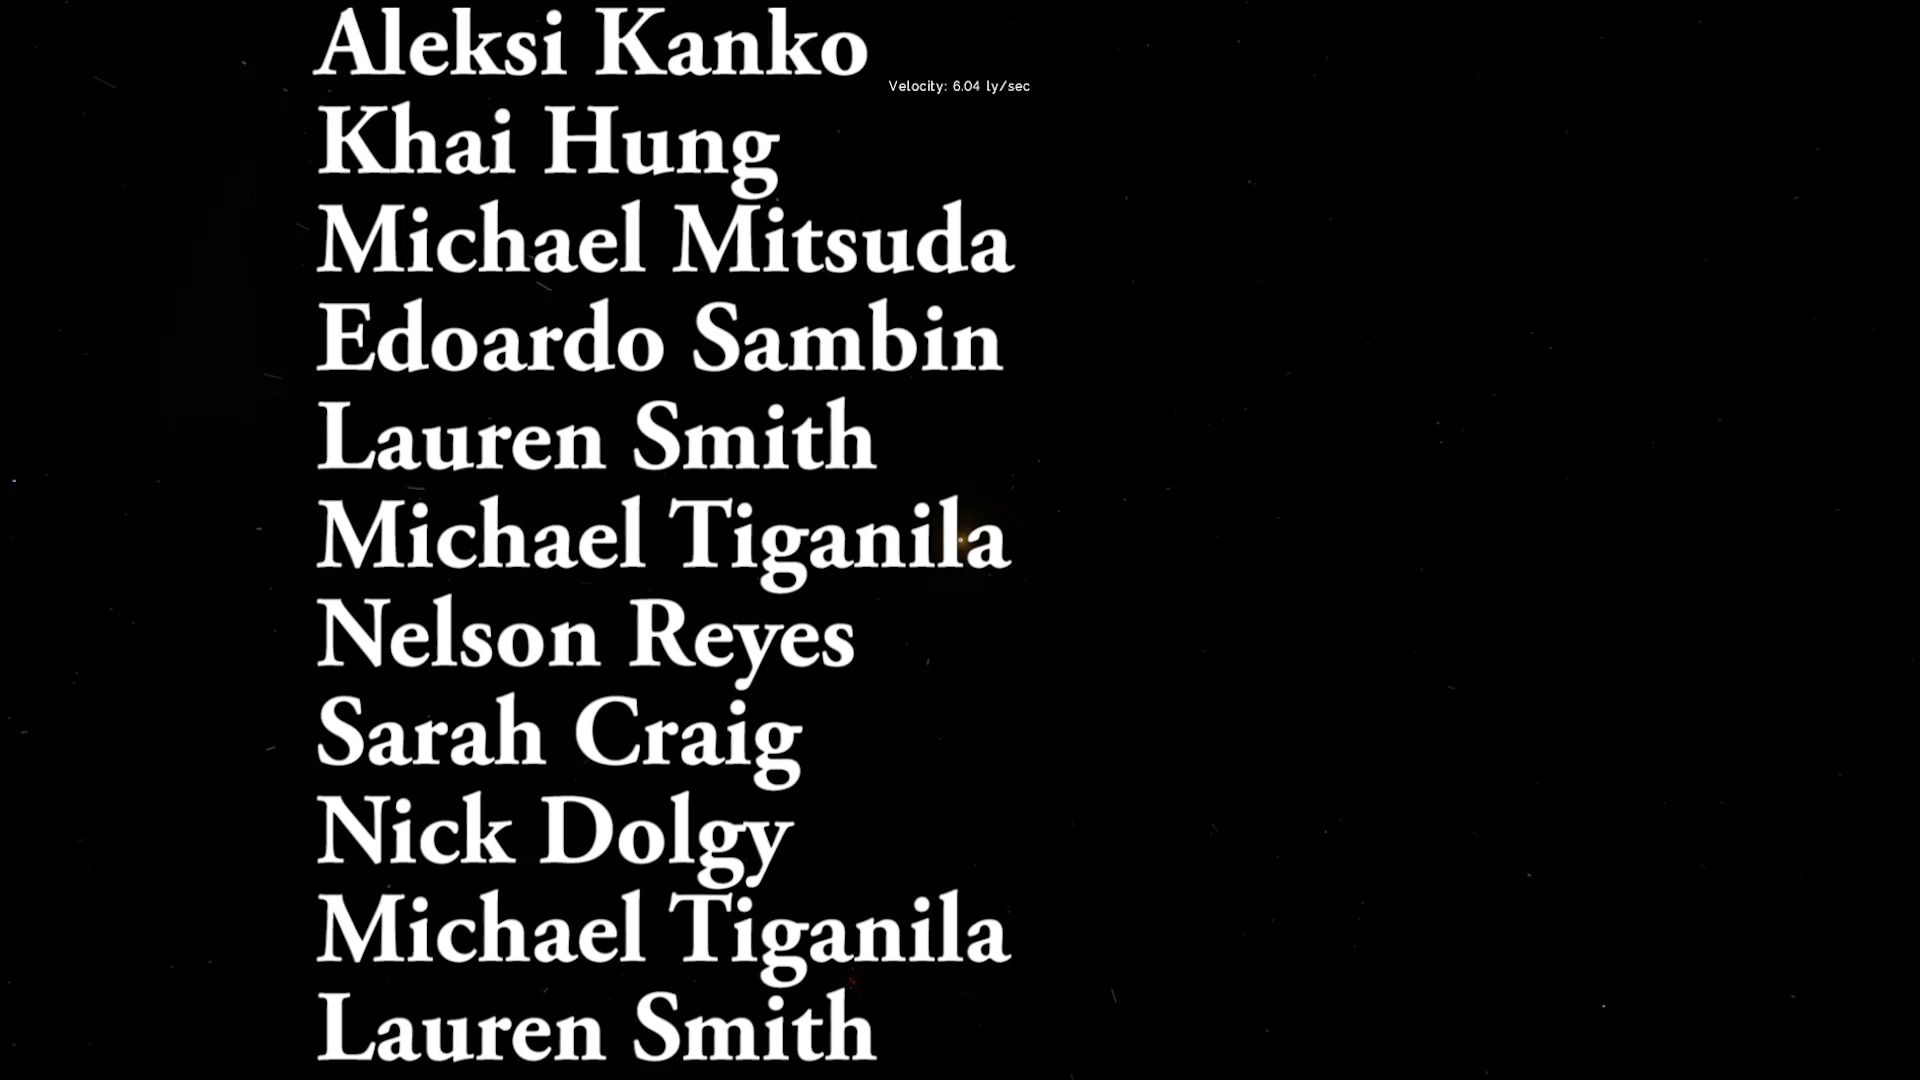 Aleksi Kanko
Velocity: 6.04 ly/sec
Khai Hung
Michael Mitsuda
Edoardo Sambin
Lauren Smith
Michael Tiganila
Nelson Reyes
Sarah Craig
Nick Dolgy
Michael Tiganila
Lauren Smith